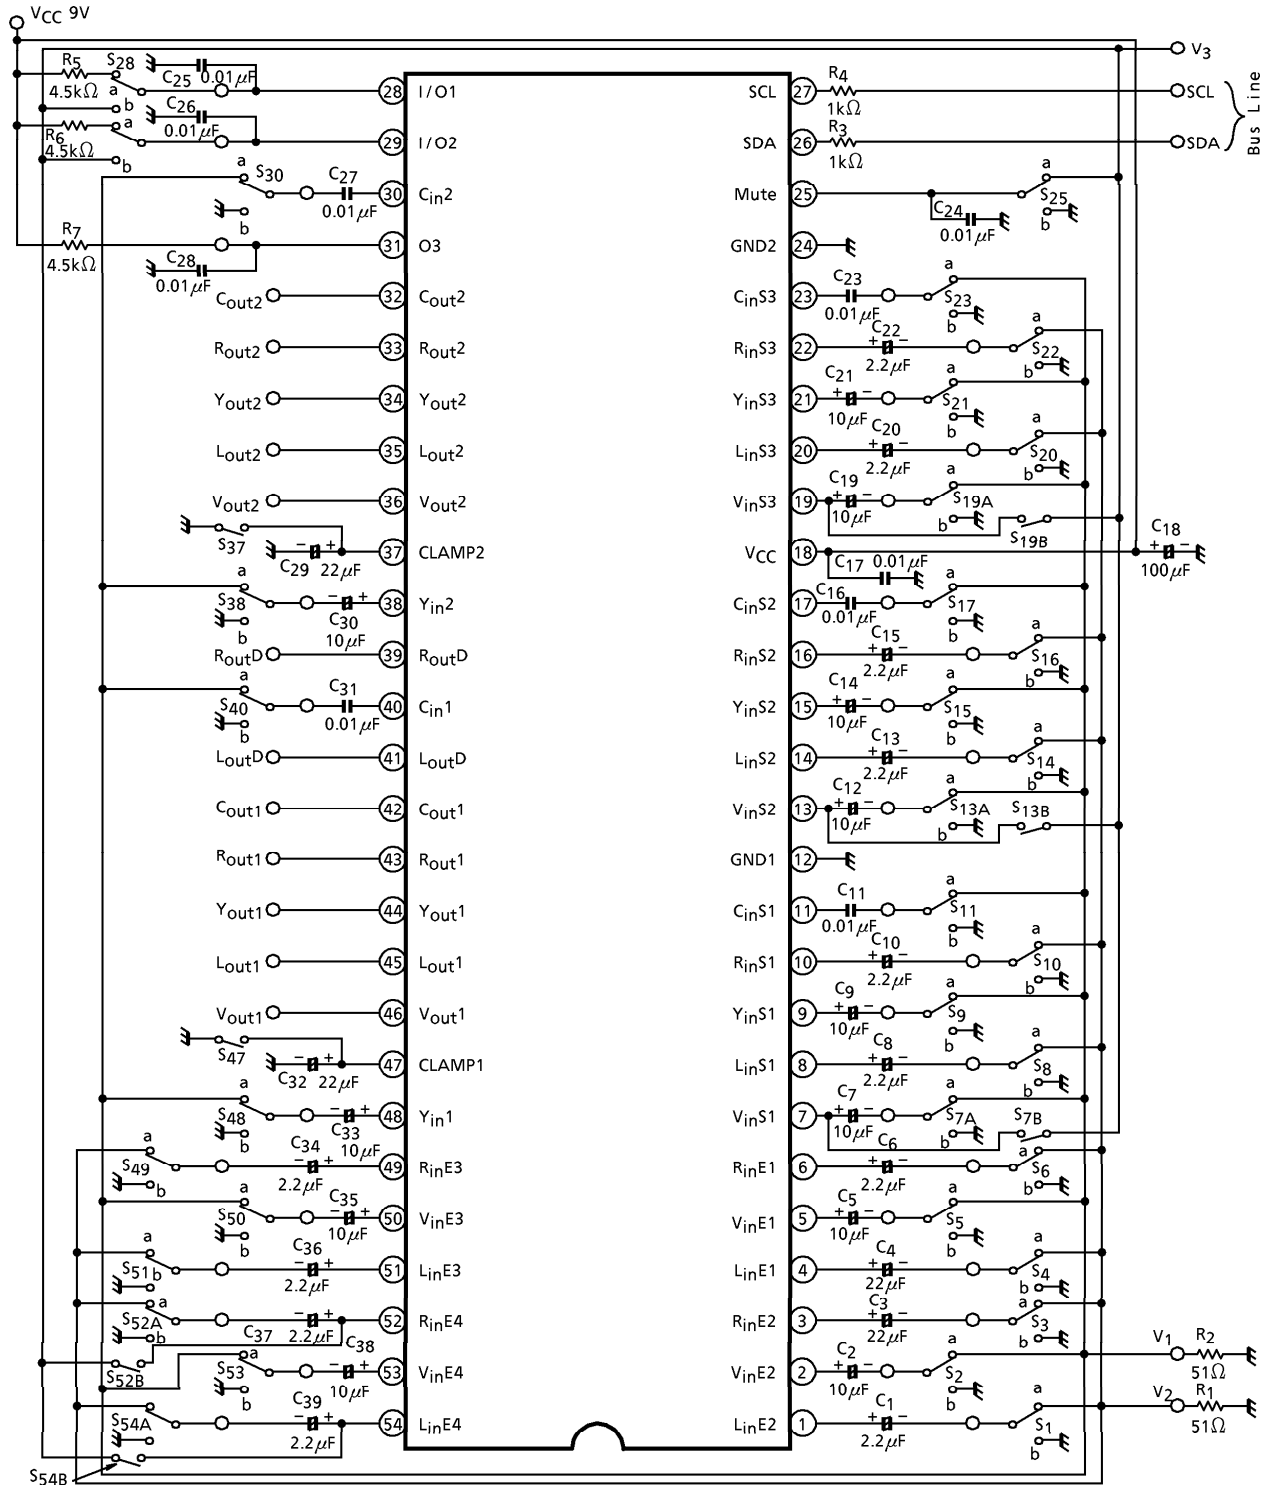 VCC 9V
V3
R5
4.5kΩ
S28
a
b
C25
0.01μF
28
I/O1
SCL
27
R4
1kΩ
SCL
R6
4.5kΩ
a
b
C26
0.01μF
29
I/O2
SDA
26
R3
1kΩ
SDA
Bus Line
a
S30
b
C27
0.01μF
30
Cin2
Mute
25
C24
0.01μF
a
S25
b
R7
4.5kΩ
C28
0.01μF
31
O3
GND2
24
Cout2
32
Cout2
CinS3
23
C23
0.01μF
a
S23
b
Rout2
33
Rout2
RinS3
22
C22
+ −
2.2μF
a
S22
b
Yout2
34
Yout2
YinS3
21
C21
+ −
10μF
a
S21
b
Lout2
35
Lout2
LinS3
20
C20
+ −
2.2μF
a
S20
b
Vout2
36
Vout2
VinS3
19
C19
+ −
10μF
a
S19A
b
S19B
S37
C29
− +
22μF
37
CLAMP2
VCC
18
C17
0.01μF
C18
+ −
100μF
a
S38
b
− +
C30
10μF
38
Yin2
CinS2
17
C16
0.01μF
a
S17
b
RoutD
39
RoutD
RinS2
16
C15
+ −
2.2μF
a
S16
b
a
S40
b
C31
0.01μF
40
Cin1
YinS2
15
C14
+ −
10μF
a
S15
b
LoutD
41
LoutD
LinS2
14
C13
+ −
2.2μF
a
S14
b
Cout1
42
Cout1
VinS2
13
C12
+ −
10μF
a
S13A
b
S13B
Rout1
43
Rout1
GND1
12
Yout1
44
Yout1
CinS1
11
C11
0.01μF
a
S11
b
Lout1
45
Lout1
RinS1
10
C10
+ −
2.2μF
a
S10
b
Vout1
46
Vout1
YinS1
9
C9
+ −
10μF
a
S9
b
S47
C32
− +
22μF
47
CLAMP1
LinS1
8
C8
+ −
2.2μF
a
S8
b
a
S48
b
− +
C33
10μF
48
Yin1
VinS1
7
C7
+ −
10μF
a
S7A
b
S7B
a
S49
b
C34
− +
2.2μF
49
RinE3
RinE1
6
C6
+ −
2.2μF
a
S6
b
a
S50
b
C35
− +
10μF
50
VinE3
VinE1
5
C5
+ −
10μF
a
S5
b
a
S51
b
C36
− +
2.2μF
51
LinE3
LinE1
4
C4
+ −
22μF
a
S4
b
a
S52A
b
− +
2.2μF
C37
52
RinE4
RinE2
3
C3
+ −
22μF
a
S3
b
S52B
a
S53
b
C38
− +
10μF
53
VinE4
VinE2
2
C2
+ −
10μF
a
S2
b
V1
R2
51Ω
S54A
C39
− +
2.2μF
54
LinE4
LinE2
1
C1
+ −
2.2μF
a
S1
b
V2
R1
51Ω
S54B